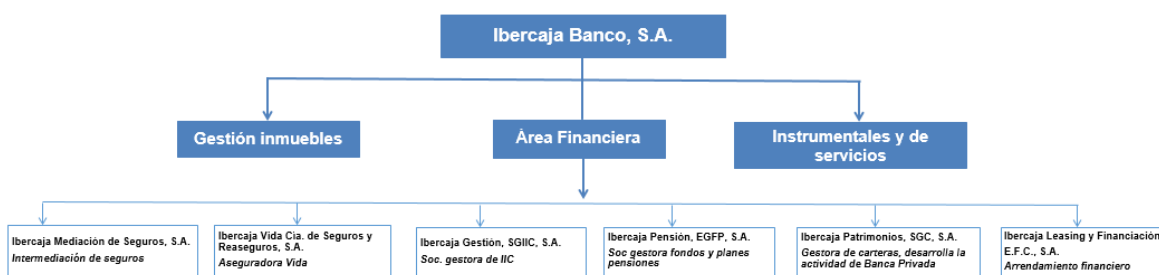 Ibercaja Banco, S.A.
Gestión inmuebles
Área Financiera
Instrumentales y de
servicios
Ibercaja Mediación de Seguros, S.A.
Intermediación de seguros
Ibercaja Vida Cia. de Seguros y
Reaseguros, S.A.
Aseguradora Vida
Ibercaja Gestión, SGIIC, S.A.
Soc. gestora de IIC
Ibercaja Pensión, EGFP, S.A.
Soc gestora fondos y planes
pensiones
Ibercaja Patrimonios, SGC, S.A.
Gestora de carteras, desarrolla la
actividad de Banca Privada
Ibercaja Leasing y Financiación
E.F.C., S.A.
Arrendamiento financiero